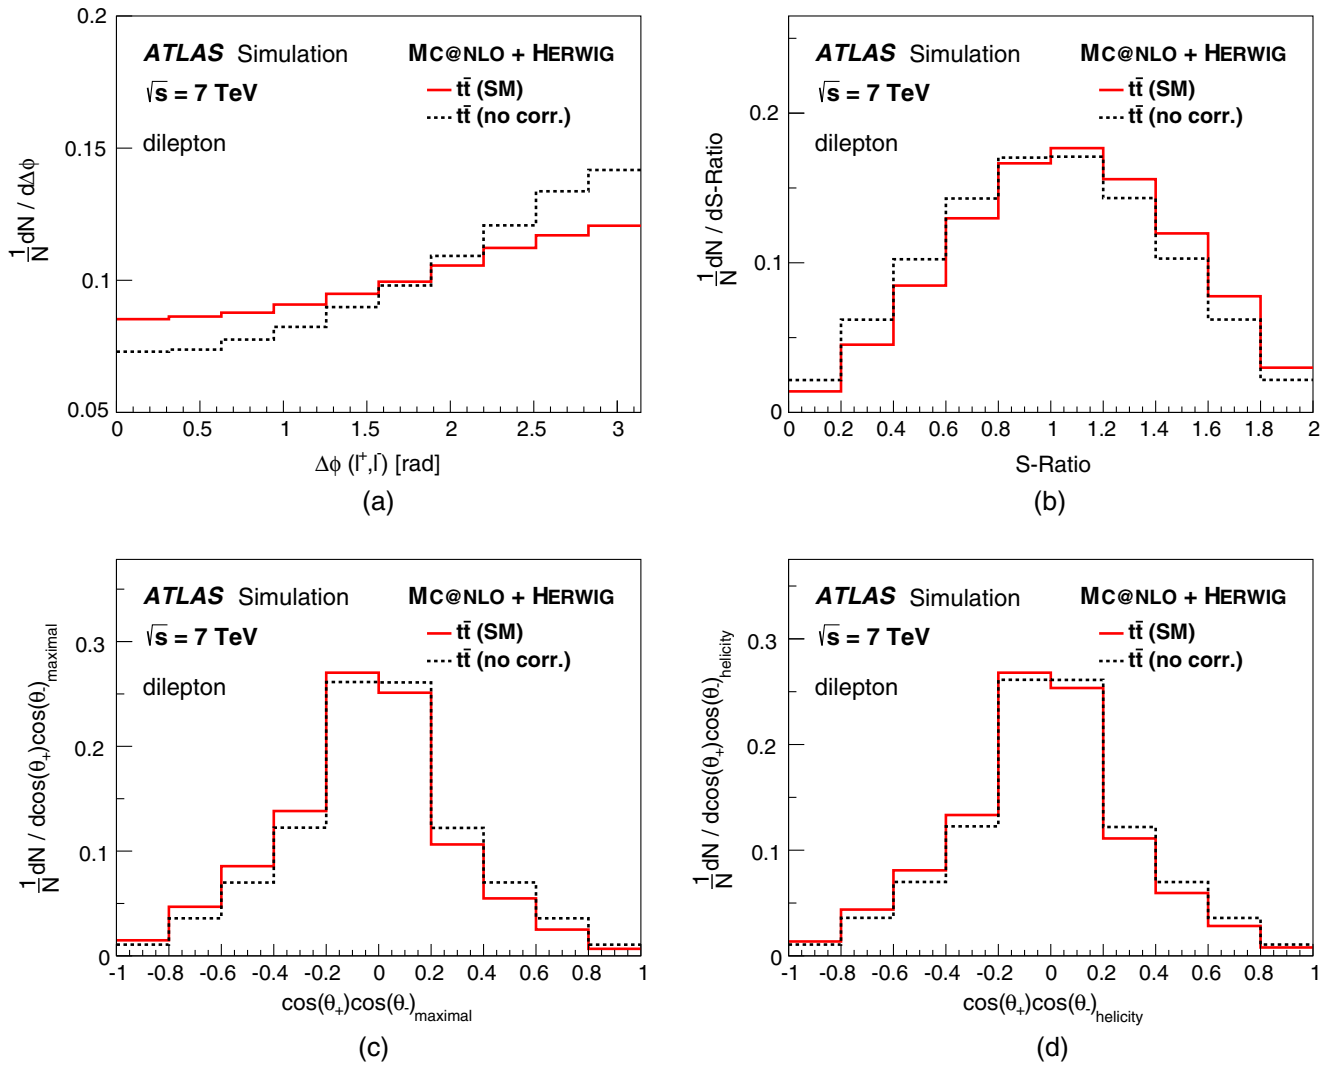 0.2
0.15
0.1
0.05
1/N dN / dΔϕ
ATLAS Simulation
MC@NLO + HERWIG
√s = 7 TeV
tt̄ (SM)
tt̄ (no corr.)
dilepton
0 0.5 1 1.5 2 2.5 3
Δϕ (l⁺,l⁻) [rad]
(a)
0.2
0.1
0
1/N dN / dS-Ratio
ATLAS Simulation
MC@NLO + HERWIG
√s = 7 TeV
tt̄ (SM)
tt̄ (no corr.)
dilepton
0 0.2 0.4 0.6 0.8 1 1.2 1.4 1.6 1.8 2
S-Ratio
(b)
0.3
0.2
0.1
0
1/N dN / dcos(θ₊)cos(θ₋)maximal
ATLAS Simulation
MC@NLO + HERWIG
√s = 7 TeV
tt̄ (SM)
tt̄ (no corr.)
dilepton
-1 -0.8 -0.6 -0.4 -0.2 0 0.2 0.4 0.6 0.8 1
cos(θ₊)cos(θ₋)maximal
(c)
0.3
0.2
0.1
0
1/N dN / dcos(θ₊)cos(θ₋)helicity
ATLAS Simulation
MC@NLO + HERWIG
√s = 7 TeV
tt̄ (SM)
tt̄ (no corr.)
dilepton
-1 -0.8 -0.6 -0.4 -0.2 0 0.2 0.4 0.6 0.8 1
cos(θ₊)cos(θ₋)helicity
(d)